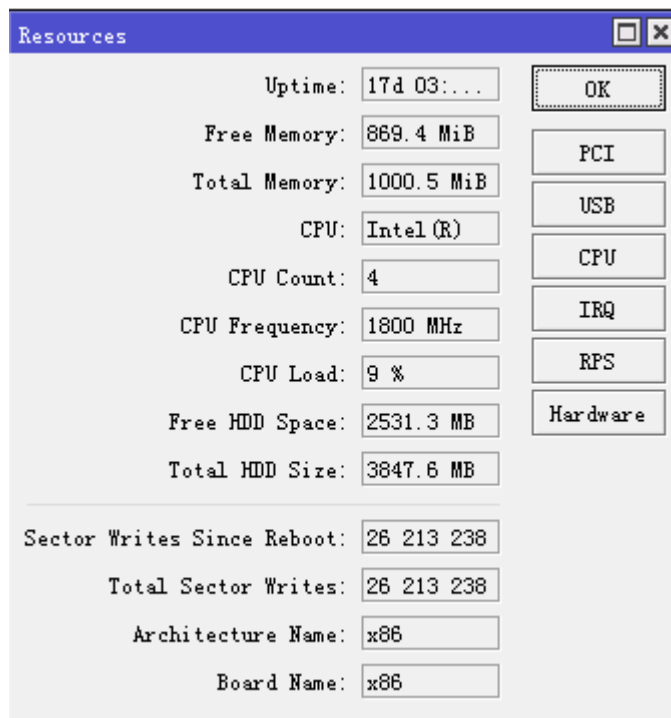 Resources
Uptime: 17d 03:...
Free Memory: 869.4 MiB
Total Memory: 1000.5 MiB
CPU: Intel(R)
CPU Count: 4
CPU Frequency: 1800 MHz
CPU Load: 9 %
Free HDD Space: 2531.3 MB
Total HDD Size: 3847.6 MB
Sector Writes Since Reboot: 26 213 238
Total Sector Writes: 26 213 238
Architecture Name: x86
Board Name: x86
OK
PCI
USB
CPU
IRQ
RPS
Hardware